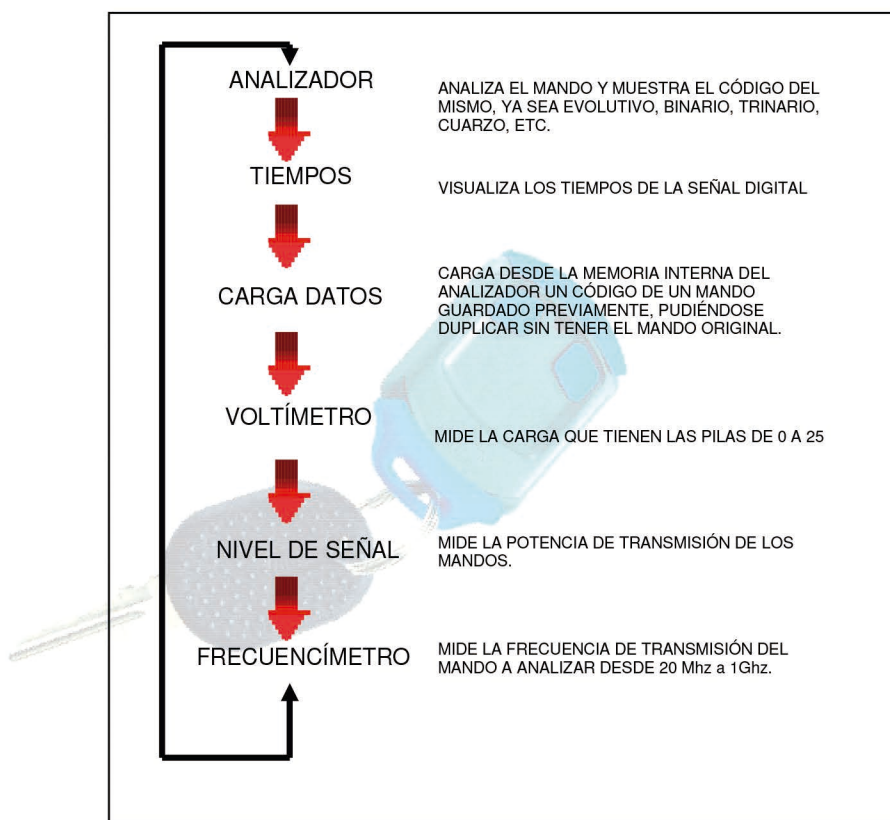 ANALIZADOR
ANALIZA EL MANDO Y MUESTRA EL CÓDIGO DEL
MISMO, YA SEA EVOLUTIVO, BINARIO, TRINARIO,
CUARZO, ETC.
TIEMPOS
VISUALIZA LOS TIEMPOS DE LA SEÑAL DIGITAL
CARGA DATOS
CARGA DESDE LA MEMORIA INTERNA DEL
ANALIZADOR UN CÓDIGO DE UN MANDO
GUARDADO PREVIAMENTE, PUDIÉNDOSE
DUPLICAR SIN TENER EL MANDO ORIGINAL.
VOLTÍMETRO
MIDE LA CARGA QUE TIENEN LAS PILAS DE 0 A 25
NIVEL DE SEÑAL
MIDE LA POTENCIA DE TRANSMISIÓN DE LOS
MANDOS.
FRECUENCÍMETRO
MIDE LA FRECUENCIA DE TRANSMISIÓN DEL
MANDO A ANALIZAR DESDE 20 Mhz a 1Ghz.